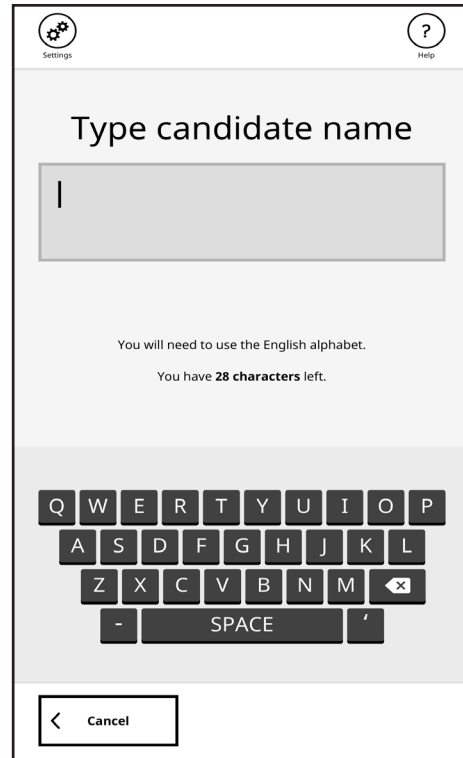 Settings
?
Help
Type candidate name
You will need to use the English alphabet.
You have 28 characters left.
Q W E R T Y U I O P
A S D F G H J K L
Z X C V B N M
- SPACE ‘
Cancel